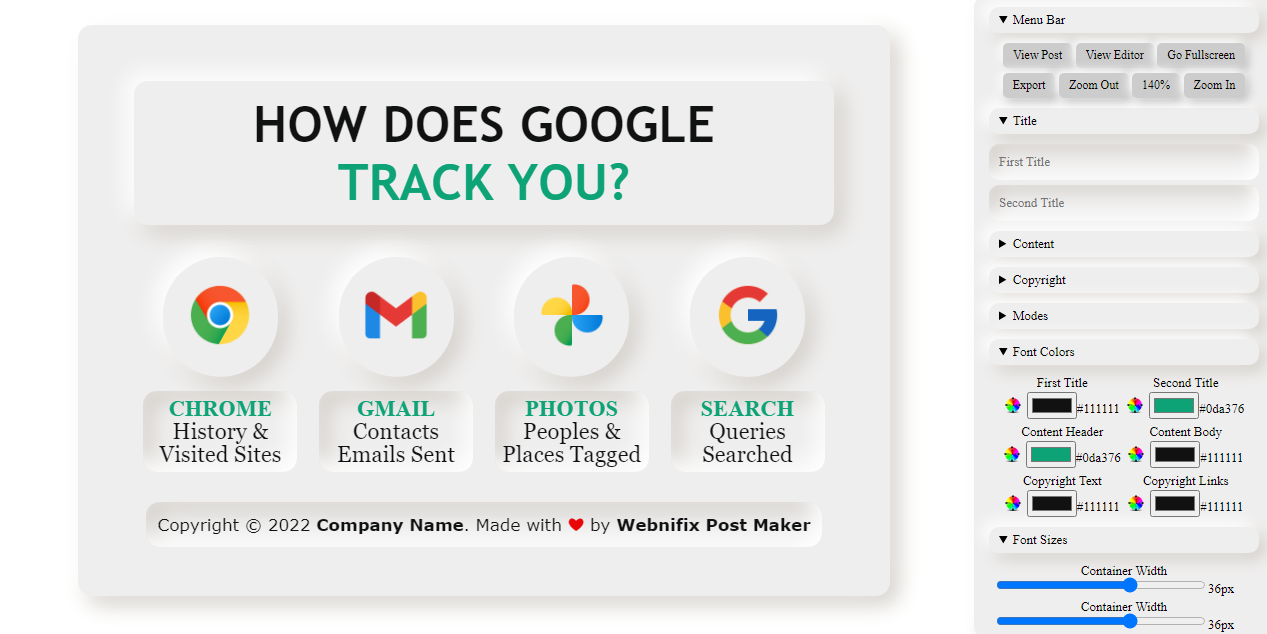 HOW DOES GOOGLE
TRACK YOU?
CHROME
History &
Visited Sites
GMAIL
Contacts
Emails Sent
PHOTOS
Peoples &
Places Tagged
SEARCH
Queries
Searched
Copyright © 2022 Company Name. Made with ❤ by Webnifix Post Maker
▼ Menu Bar
View Post View Editor Go Fullscreen
Export Zoom Out 140% Zoom In
▼ Title
First Title
Second Title
▶ Content
▶ Copyright
▶ Modes
▼ Font Colors
First Title Second Title
#111111 #0da376
Content Header Content Body
#0da376 #111111
Copyright Text Copyright Links
#111111 #111111
▼ Font Sizes
Container Width
36px
Container Width
36px